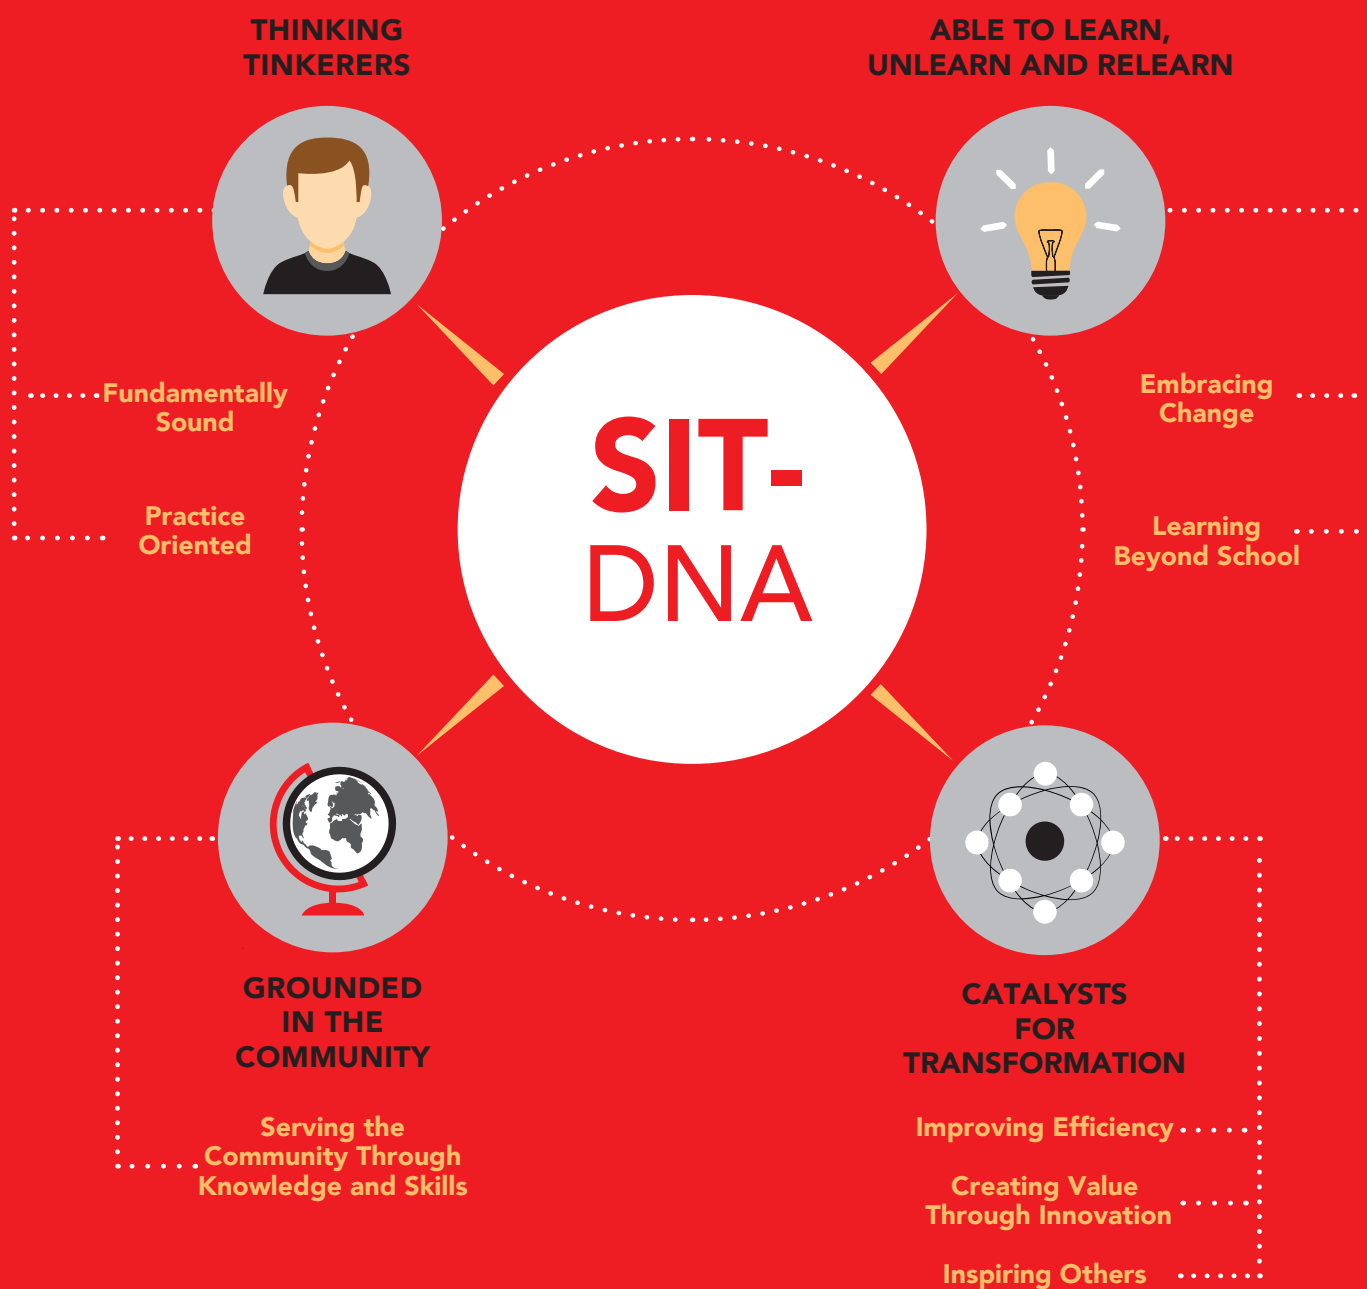 THINKING
TINKERERS
ABLE TO LEARN,
UNLEARN AND RELEARN
Fundamentally
Sound
Practice
Oriented
Embracing
Change
Learning
Beyond School
SIT-
DNA
GROUNDED
IN THE
COMMUNITY
Serving the
Community Through
Knowledge and Skills
CATALYSTS
FOR
TRANSFORMATION
Improving Efficiency
Creating Value
Through Innovation
Inspiring Others